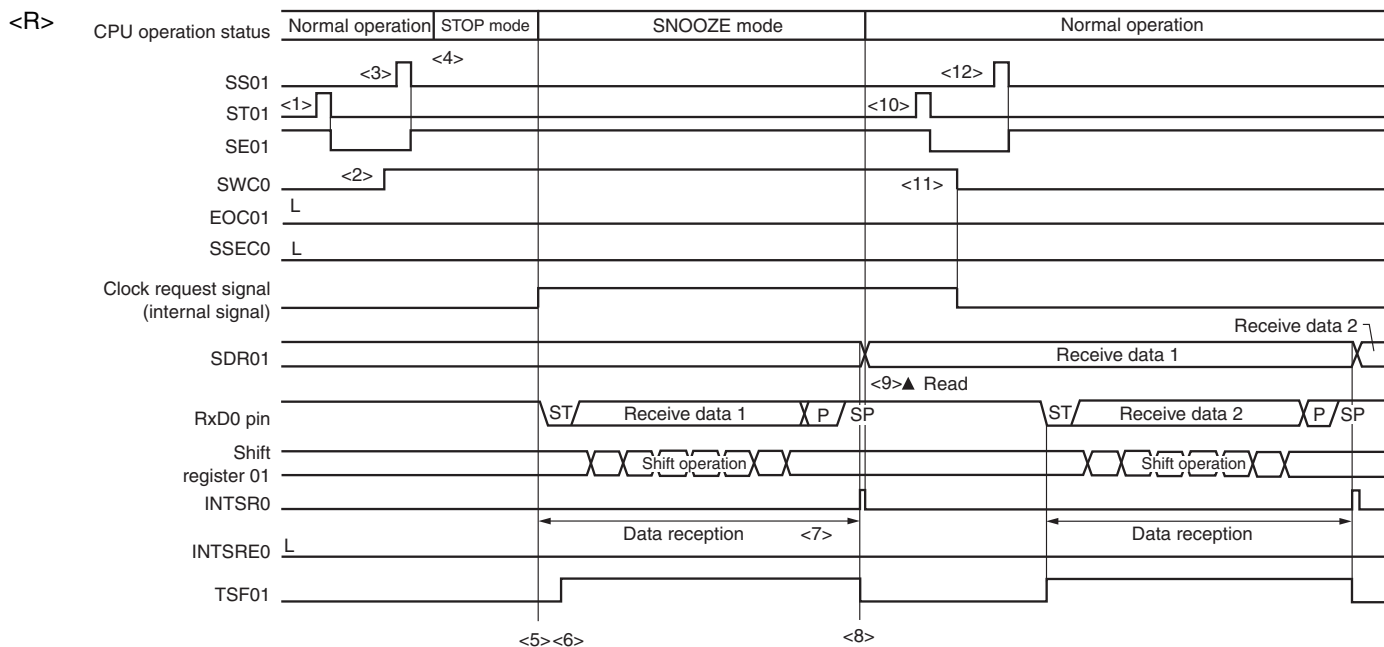 <R>
CPU operation status Normal operation STOP mode SNOOZE mode Normal operation
<4>
SS01 <3> <12>
ST01 <1> <10>
SE01
SWC0 <2> <11>
EOC01 L
SSEC0 L
Clock request signal
(internal signal)
Receive data 2
SDR01 Receive data 1
<9>▲ Read
RxD0 pin ST Receive data 1 P SP ST Receive data 2 P SP
Shift
register 01 Shift operation Shift operation
INTSR0
Data reception <7> Data reception
INTSRE0 L
TSF01
<5><6> <8>